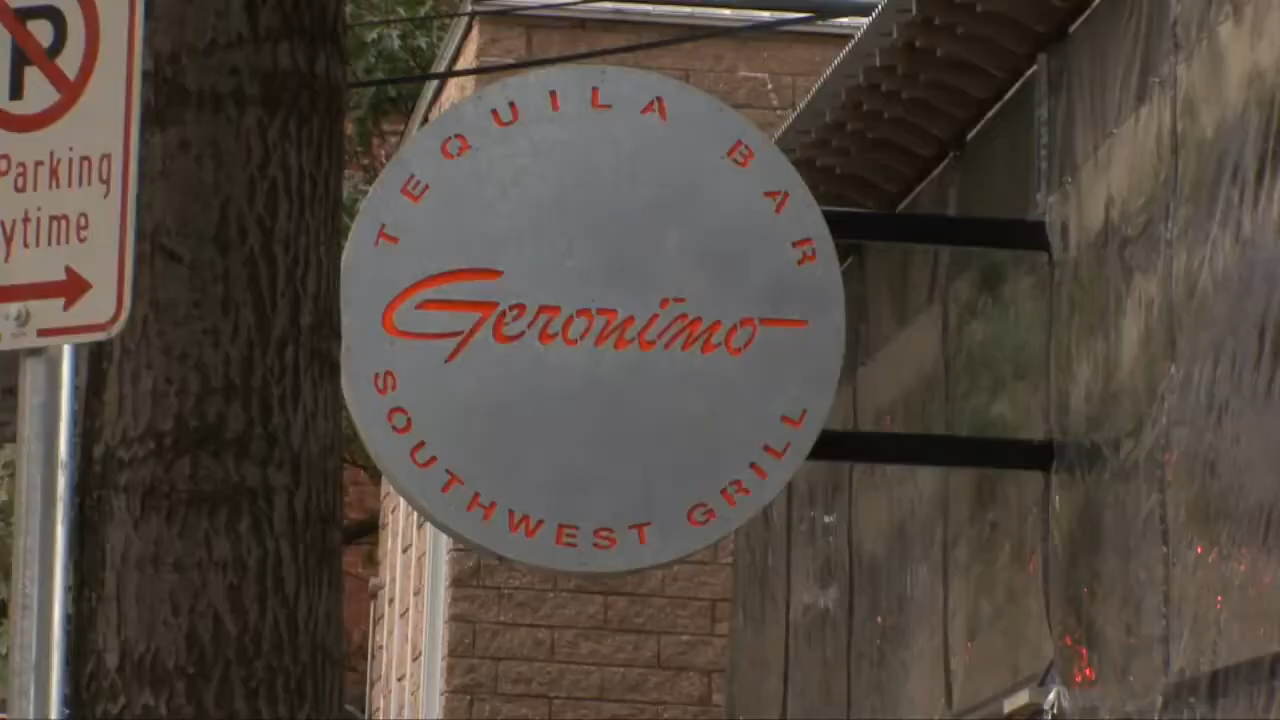 P
Parking
ytime
TEQUILA BAR
Geronimo
SOUTHWEST GRILL